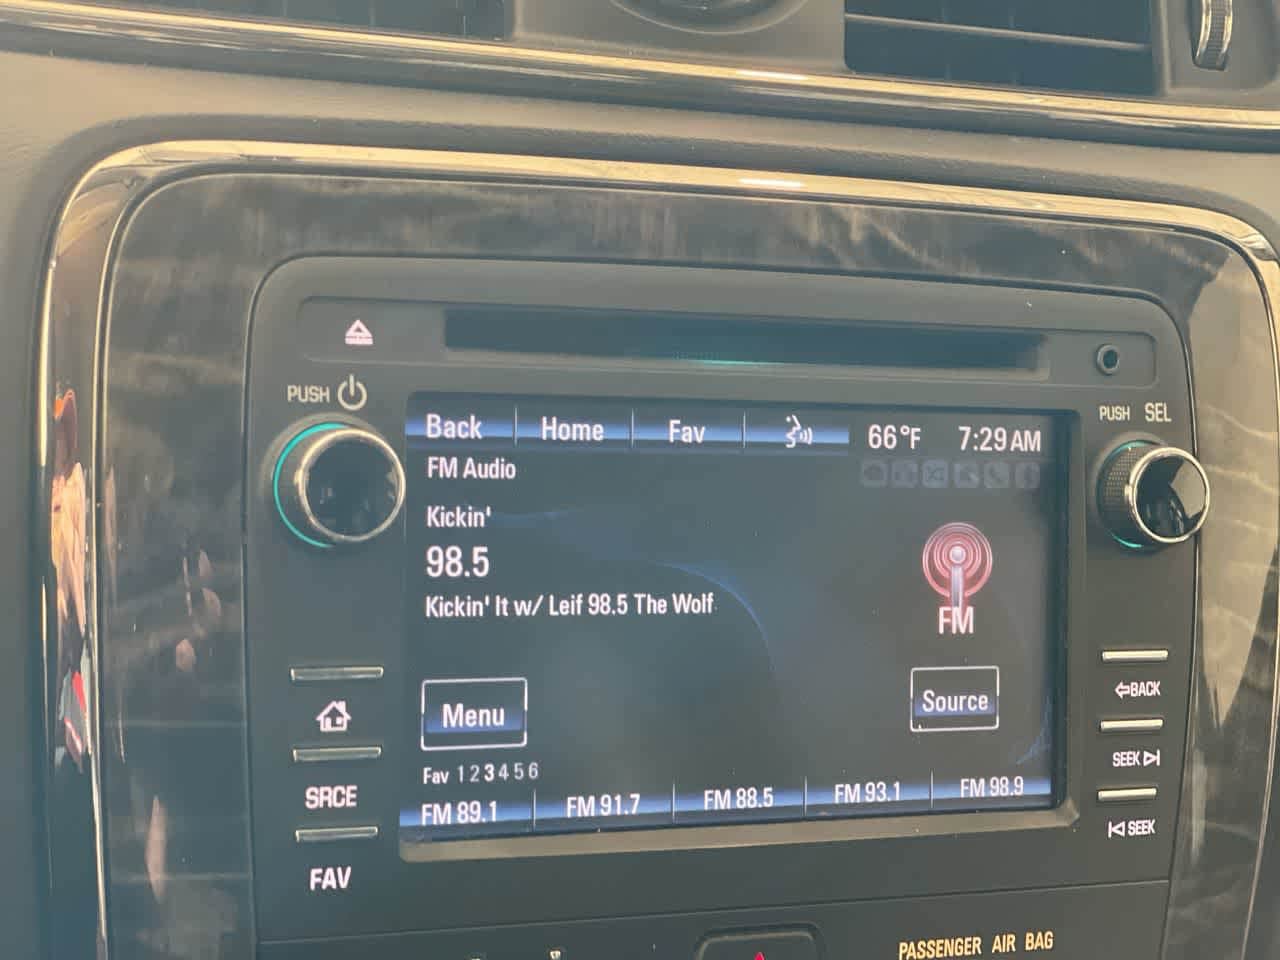 PUSH
PUSH SEL
Back Home Fav 66°F 7:29 AM
FM Audio
Kickin'
98.5
Kickin' It w/ Leif 98.5 The Wolf
FM
Menu
Source
Fav 1 2 3 4 5 6
FM 89.1 FM 91.7 FM 88.5 FM 93.1 FM 98.9
SRCE
FAV
BACK
SEEK
SEEK
PASSENGER AIR BAG